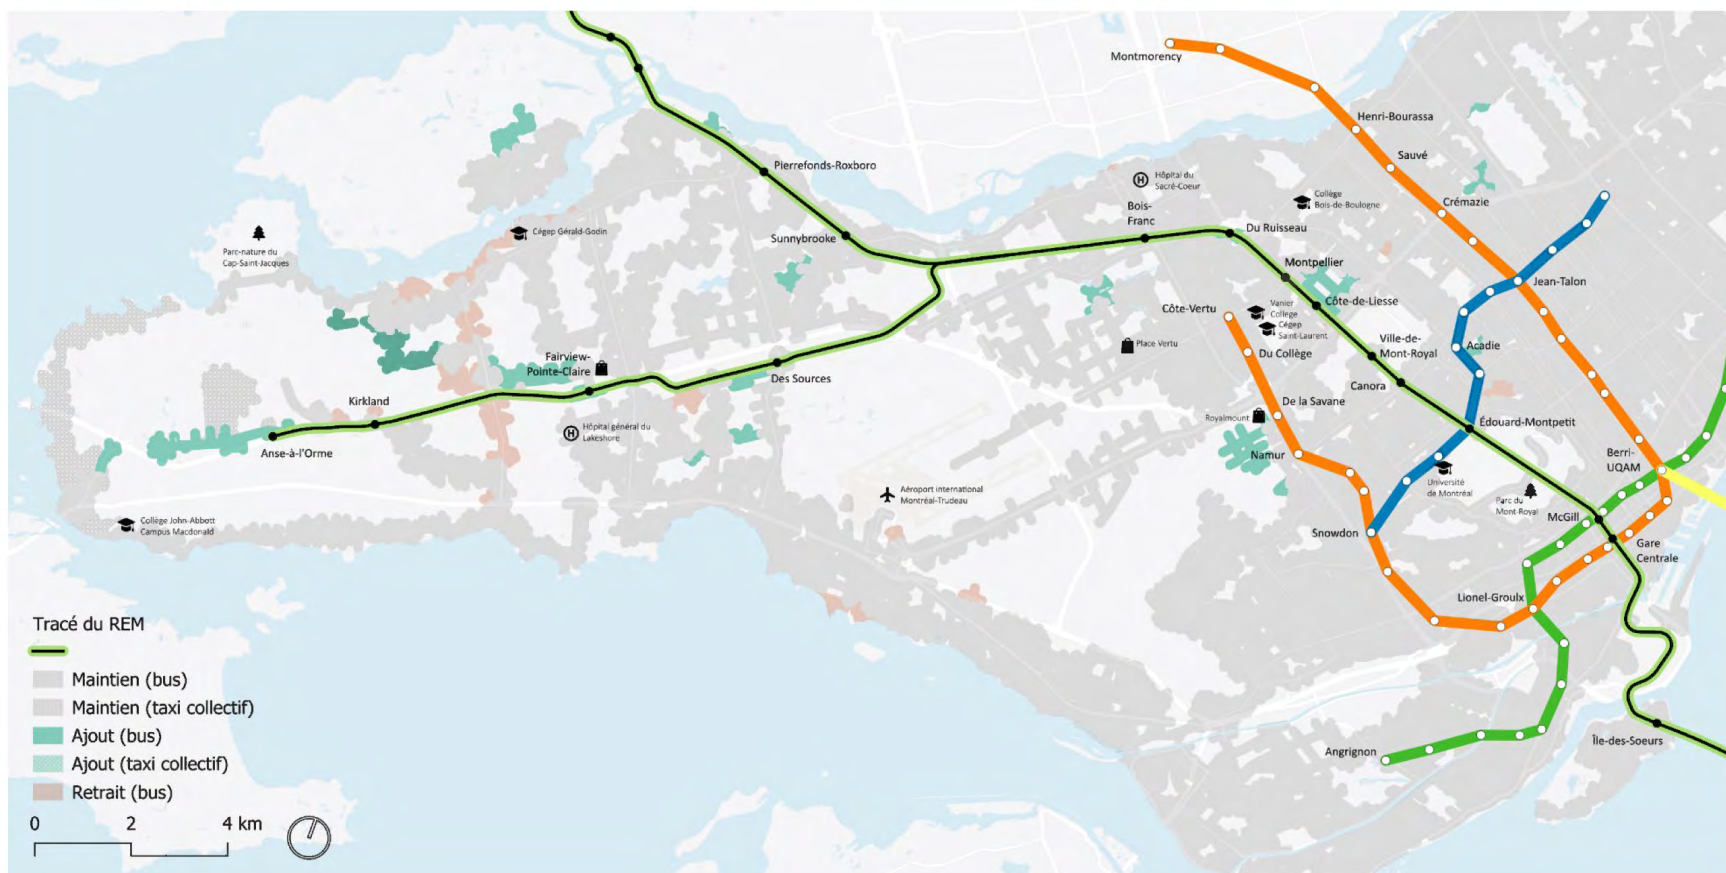 Montmorency
Henri-Bourassa
Sauvé
Crémazie
Pierrefonds-Roxboro
Hôpital du
Sacré-Coeur
Collège
Bois-de-Boulogne
Bois-
Franc
Du Ruisseau
Parc-nature du
Cap-Saint-Jacques
Cégep Gérald-Godin
Sunnybrooke
Montpellier
Jean-Talon
Côte-Vertu
Vanier
College
Cégep
Saint-Laurent
Côte-de-Liesse
Place Vertu
Du Collège
Ville-de-
Mont-Royal
Acadie
Fairview-
Pointe-Claire
Des Sources
Canora
Kirkland
De la Savane
Royalmount
Édouard-Montpetit
Anse-à-l'Orme
Hôpital général du
Lakeshore
Namur
Berri-
UQAM
Université
de Montréal
Aéroport international
Montréal-Trudeau
Parc du
Mont-Royal
McGill
Collège John-Abbott
Campus Macdonald
Snowdon
Gare
Centrale
Lionel-Groulx
Île-des-Soeurs
Angrignon
Tracé du REM
Maintien (bus)
Maintien (taxi collectif)
Ajout (bus)
Ajout (taxi collectif)
Retrait (bus)
0 2 4 km